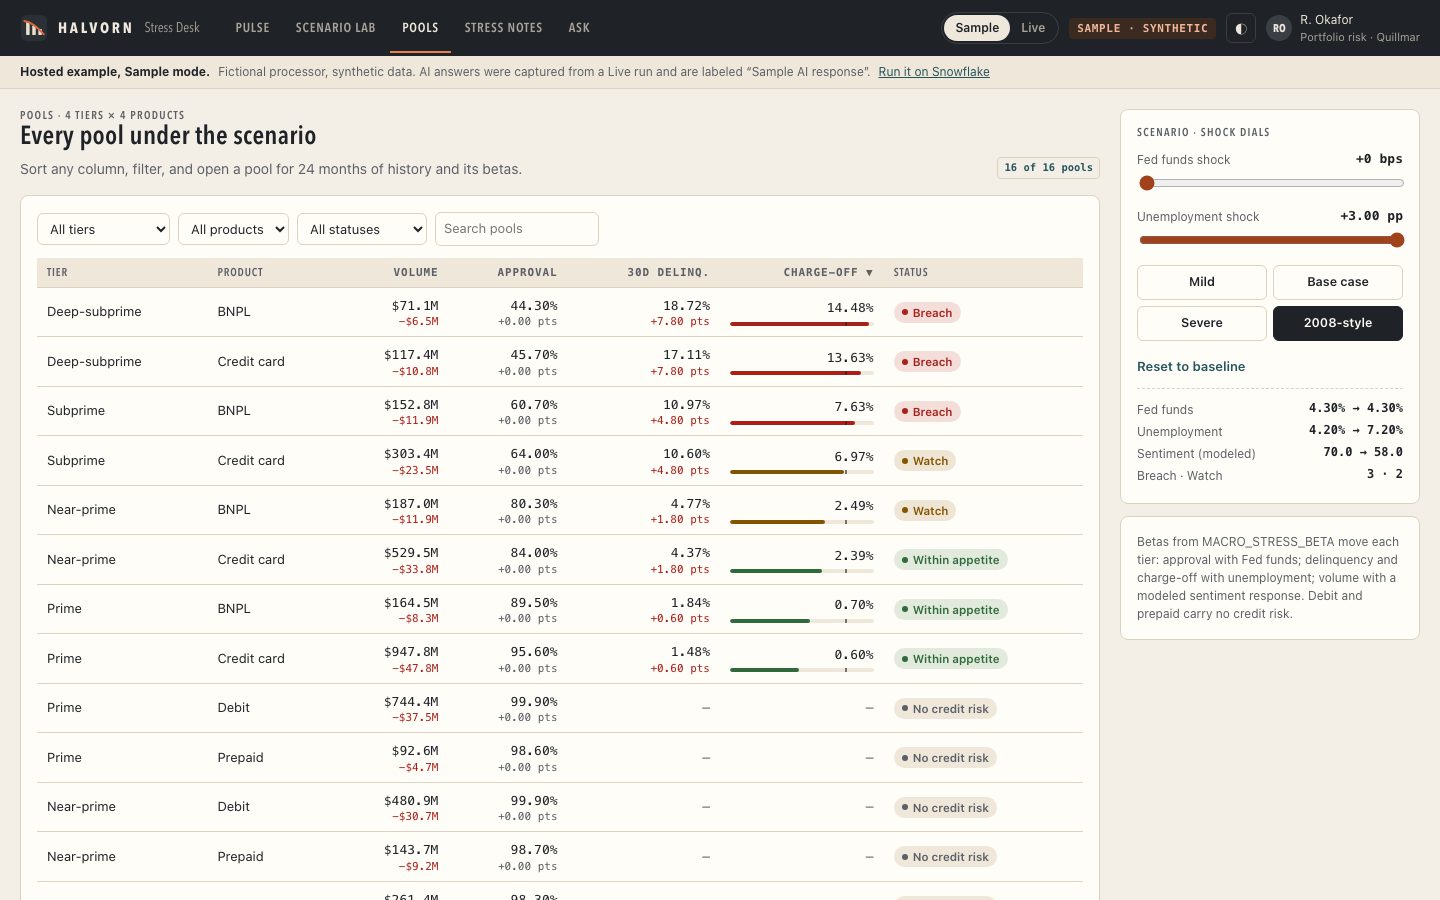 HALVORN Stress Desk PULSE SCENARIO LAB POOLS STRESS NOTES ASK Sample Live SAMPLE · SYNTHETIC RO R. Okafor
Portfolio risk · Quillmar
Hosted example, Sample mode. Fictional processor, synthetic data. AI answers were captured from a Live run and are labeled “Sample AI response”. Run it on Snowflake
POOLS · 4 TIERS × 4 PRODUCTS
Every pool under the scenario
Sort any column, filter, and open a pool for 24 months of history and its betas.
16 of 16 pools
All tiers All products All statuses Search pools
TIER PRODUCT VOLUME APPROVAL 30D DELINQ. CHARGE-OFF ▼ STATUS
Deep-subprime BNPL $71.1M 44.30% 18.72% 14.48% Breach
−$6.5M +0.00 pts +7.80 pts
Deep-subprime Credit card $117.4M 45.70% 17.11% 13.63% Breach
−$10.8M +0.00 pts +7.80 pts
Subprime BNPL $152.8M 60.70% 10.97% 7.63% Breach
−$11.9M +0.00 pts +4.80 pts
Subprime Credit card $303.4M 64.00% 10.60% 6.97% Watch
−$23.5M +0.00 pts +4.80 pts
Near-prime BNPL $187.0M 80.30% 4.77% 2.49% Watch
−$11.9M +0.00 pts +1.80 pts
Near-prime Credit card $529.5M 84.00% 4.37% 2.39% Within appetite
−$33.8M +0.00 pts +1.80 pts
Prime BNPL $164.5M 89.50% 1.84% 0.70% Within appetite
−$8.3M +0.00 pts +0.60 pts
Prime Credit card $947.8M 95.60% 1.48% 0.60% Within appetite
−$47.8M +0.00 pts +0.60 pts
Prime Debit $744.4M 99.90% — — No credit risk
−$37.5M +0.00 pts
Prime Prepaid $92.6M 98.60% — — No credit risk
−$4.7M +0.00 pts
Near-prime Debit $480.9M 99.90% — — No credit risk
−$30.7M +0.00 pts
Near-prime Prepaid $143.7M 98.70% — — No credit risk
−$9.2M +0.00 pts
$261.4M 98.30%
SCENARIO · SHOCK DIALS
Fed funds shock +0 bps
Unemployment shock +3.00 pp
Mild Base case
Severe 2008-style
Reset to baseline
Fed funds 4.30% → 4.30%
Unemployment 4.20% → 7.20%
Sentiment (modeled) 70.0 → 58.0
Breach · Watch 3 · 2
Betas from MACRO_STRESS_BETA move each
tier: approval with Fed funds; delinquency and
charge-off with unemployment; volume with a
modeled sentiment response. Debit and
prepaid carry no credit risk.